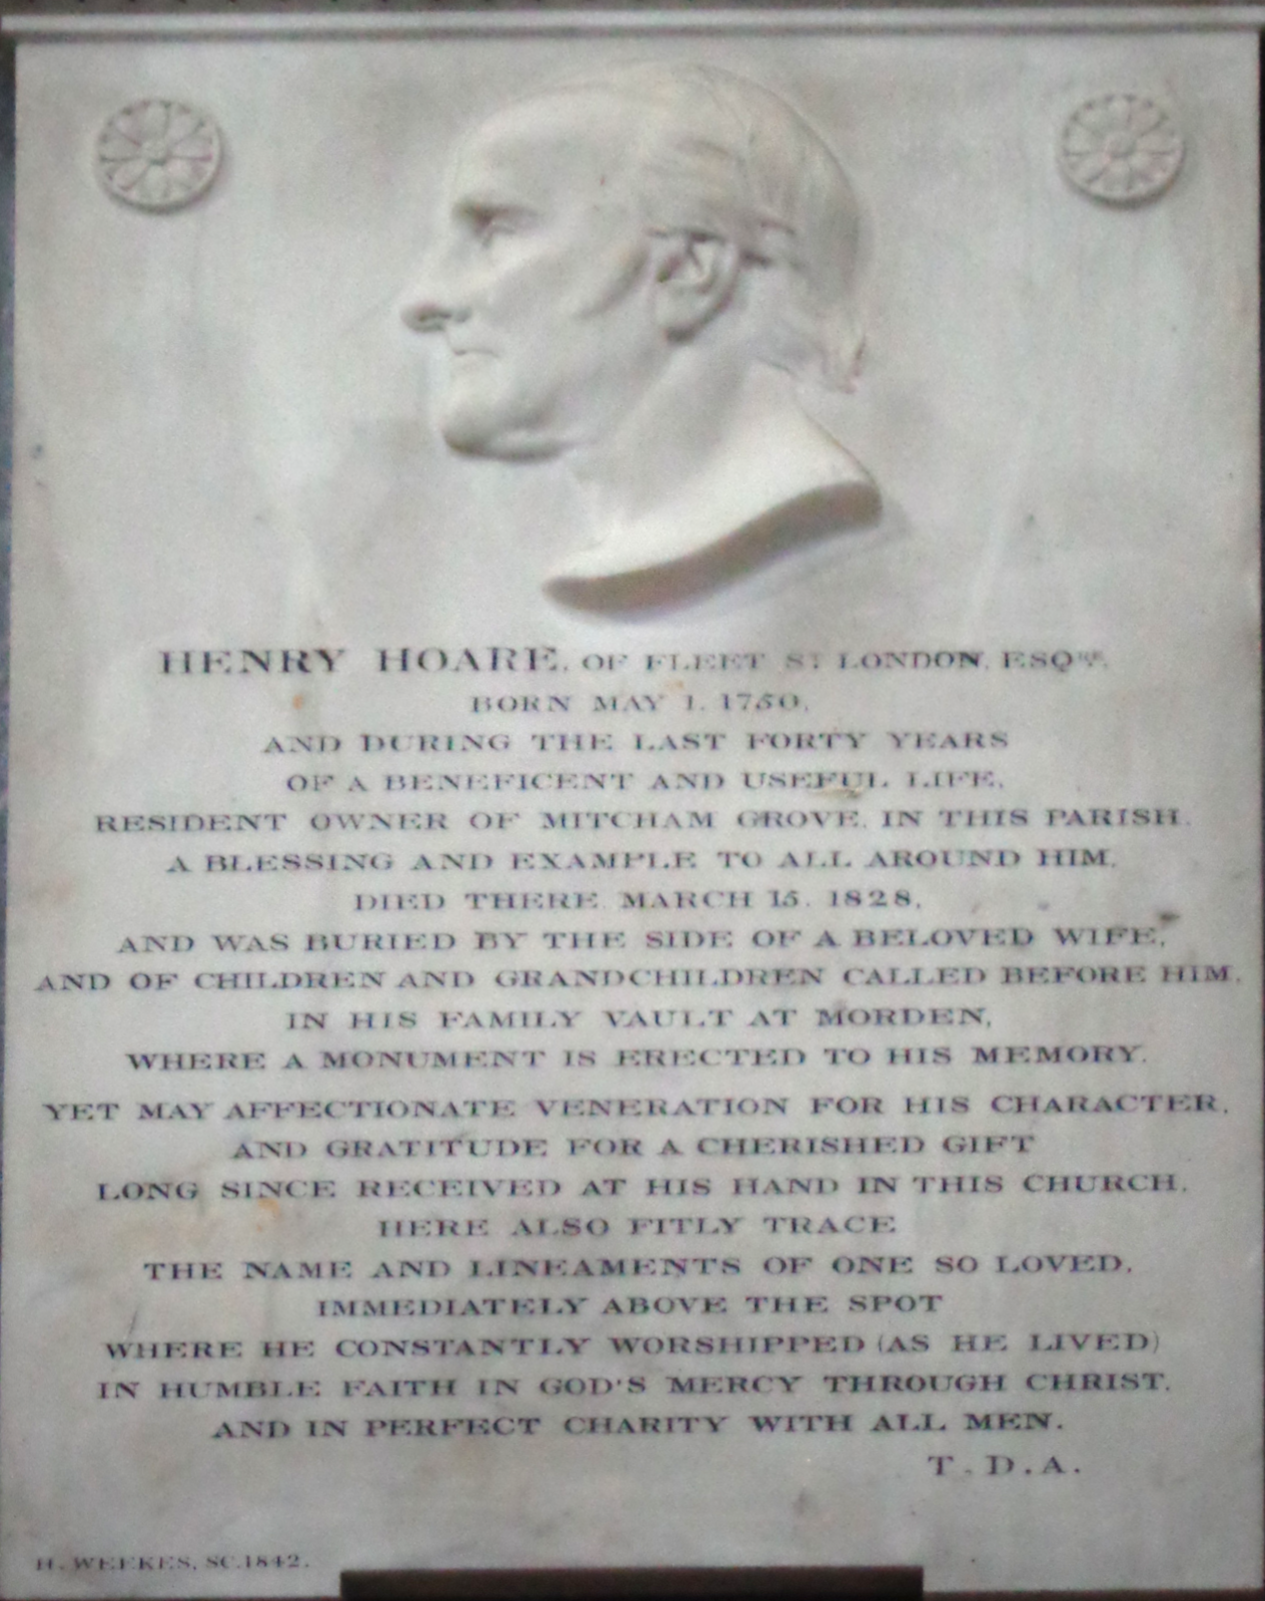 HENRY HOARE, OF FLEET ST LONDON, ESQRE.
BORN MAY 1. 1750,
AND DURING THE LAST FORTY YEARS
OF A BENEFICENT AND USEFUL LIFE,
RESIDENT OWNER OF MITCHAM GROVE, IN THIS PARISH,
A BLESSING AND EXAMPLE TO ALL AROUND HIM,
DIED THERE MARCH 15. 1828,
AND WAS BURIED BY THE SIDE OF A BELOVED WIFE,
AND OF CHILDREN AND GRANDCHILDREN CALLED BEFORE HIM,
IN HIS FAMILY VAULT AT MORDEN,
WHERE A MONUMENT IS ERECTED TO HIS MEMORY.
YET MAY AFFECTIONATE VENERATION FOR HIS CHARACTER,
AND GRATITUDE FOR A CHERISHED GIFT
LONG SINCE RECEIVED AT HIS HAND IN THIS CHURCH,
HERE ALSO FITLY TRACE
THE NAME AND LINEAMENTS OF ONE SO LOVED,
IMMEDIATELY ABOVE THE SPOT
WHERE HE CONSTANTLY WORSHIPPED (AS HE LIVED)
IN HUMBLE FAITH IN GOD'S MERCY THROUGH CHRIST,
AND IN PERFECT CHARITY WITH ALL MEN.
T.D.A.
H. WEEKES, SC. 1842.